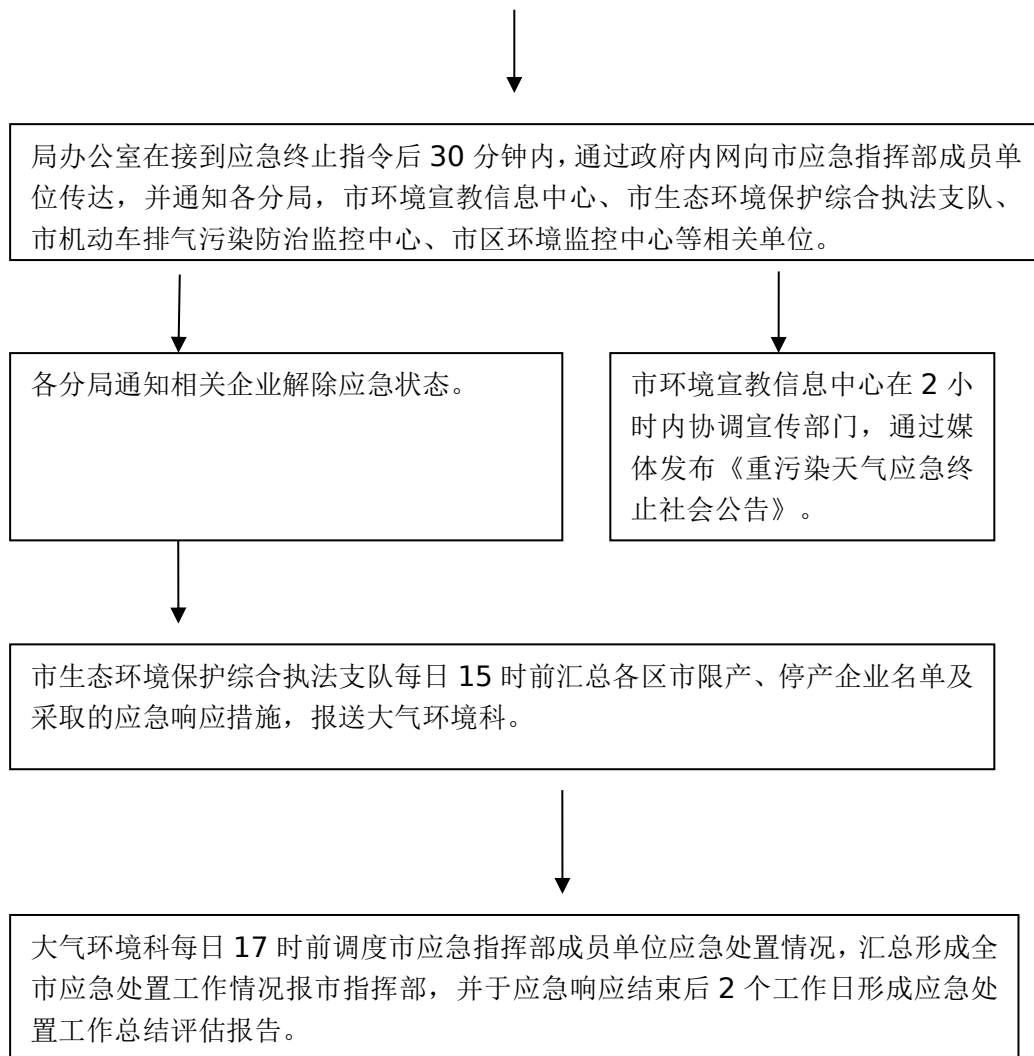 局办公室在接到应急终止指令后 30 分钟内，通过政府内网向市应急指挥部成员单
位传达，并通知各分局，市环境宣教信息中心、市生态环境保护综合执法支队、
市机动车排气污染防治监控中心、市区环境监控中心等相关单位。
各分局通知相关企业解除应急状态。
市环境宣教信息中心在 2 小
时内协调宣传部门，通过媒
体发布《重污染天气应急终
止社会公告》。
市生态环境保护综合执法支队每日 15 时前汇总各区市限产、停产企业名单及
采取的应急响应措施，报送大气环境科。
大气环境科每日 17 时前调度市应急指挥部成员单位应急处置情况，汇总形成全
市应急处置工作情况报市指挥部，并于应急响应结束后 2 个工作日形成应急处
置工作总结评估报告。